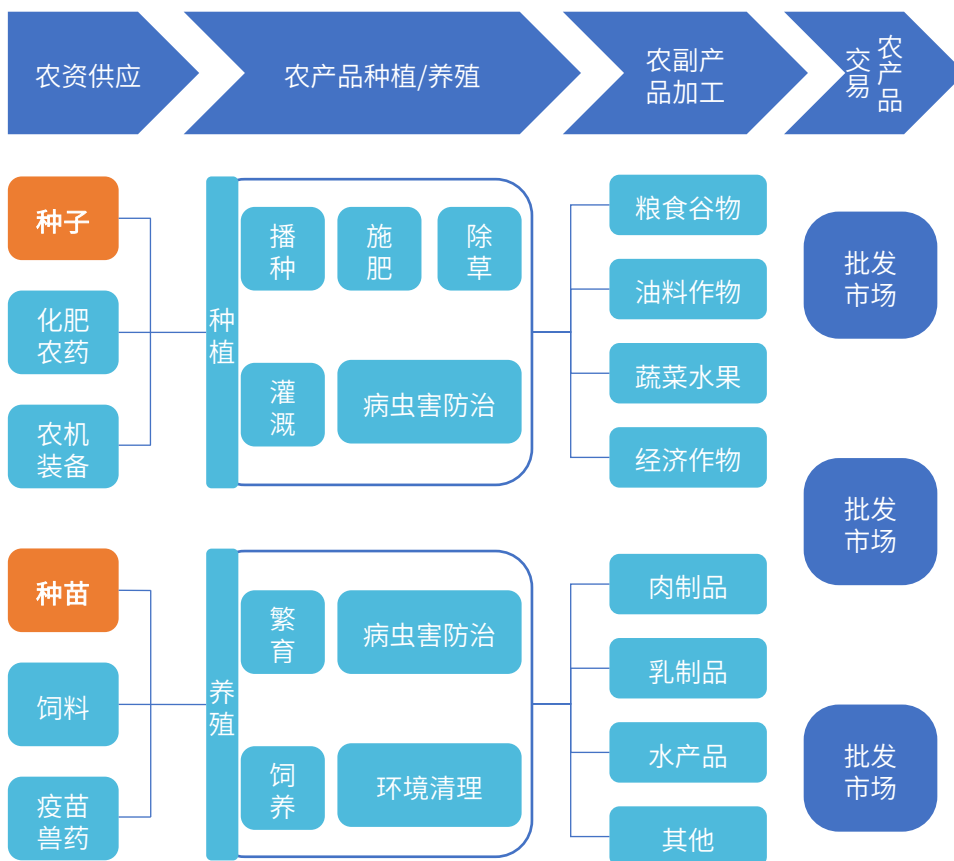 农资供应
农产品种植/养殖
农副产
品加工
农产品
交易
种子
化肥
农药
农机
装备
种植
播
种
施
肥
除
草
灌
溉
病虫害防治
粮食谷物
油料作物
蔬菜水果
经济作物
种苗
饲料
疫苗
兽药
养殖
繁
育
病虫害防治
饲
养
环境清理
肉制品
乳制品
水产品
其他
批发
市场
批发
市场
批发
市场